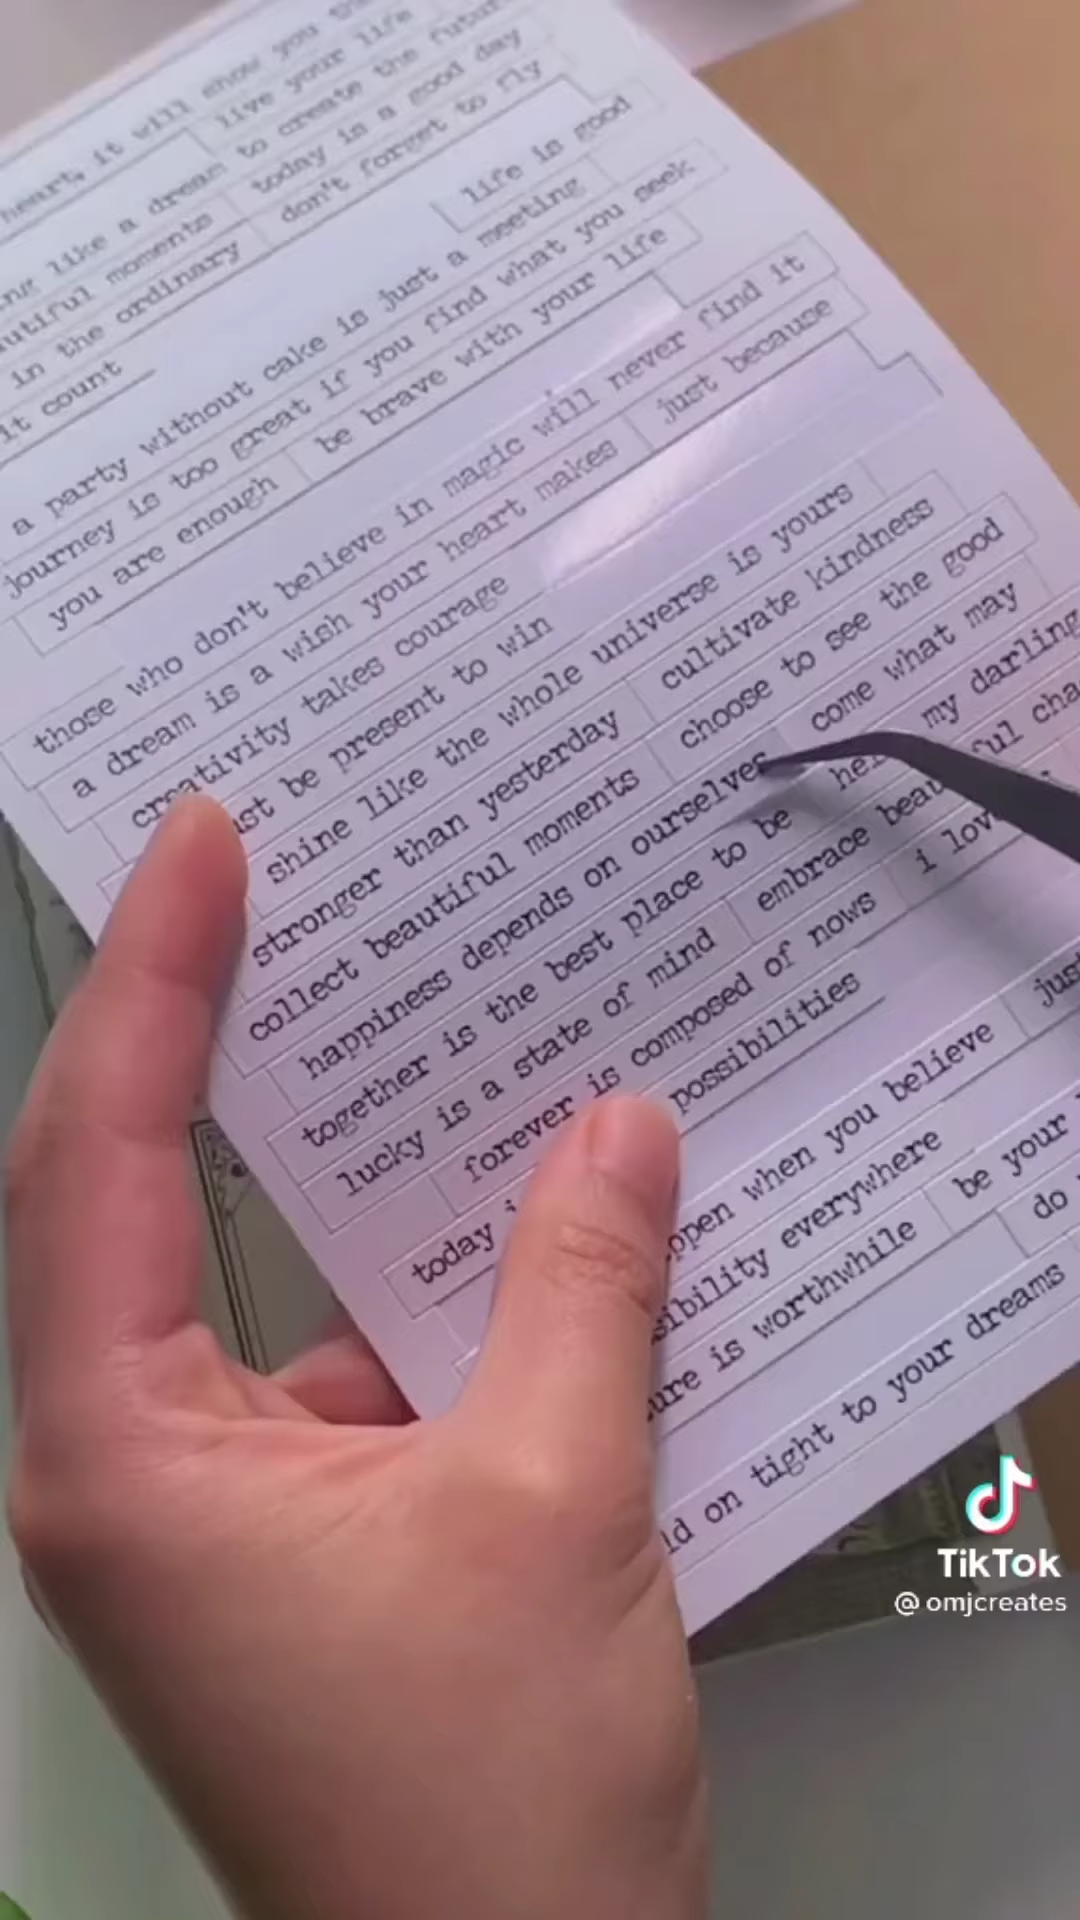 heart, it will show you the
live your life
like a dream to create the future
beautiful moments today is a good day
in the ordinary don't forget to fly
it count
life is good
a party without cake is just a meeting
journey is too great if you find what you seek
you are enough be brave with your life
those who don't believe in magic will never find it
a dream is a wish your heart makes just because
creativity takes courage
be present to win
shine like the whole universe is yours
stronger than yesterday cultivate kindness
collect beautiful moments choose to see the good
happiness depends on ourselves come what may
together is the best place to be my darling
lucky is a state of mind embrace
forever is composed of nows i
today possibilities
when you believe
everywhere be your
is worthwhile do
on tight to your dreams
TikTok
@omjcreates